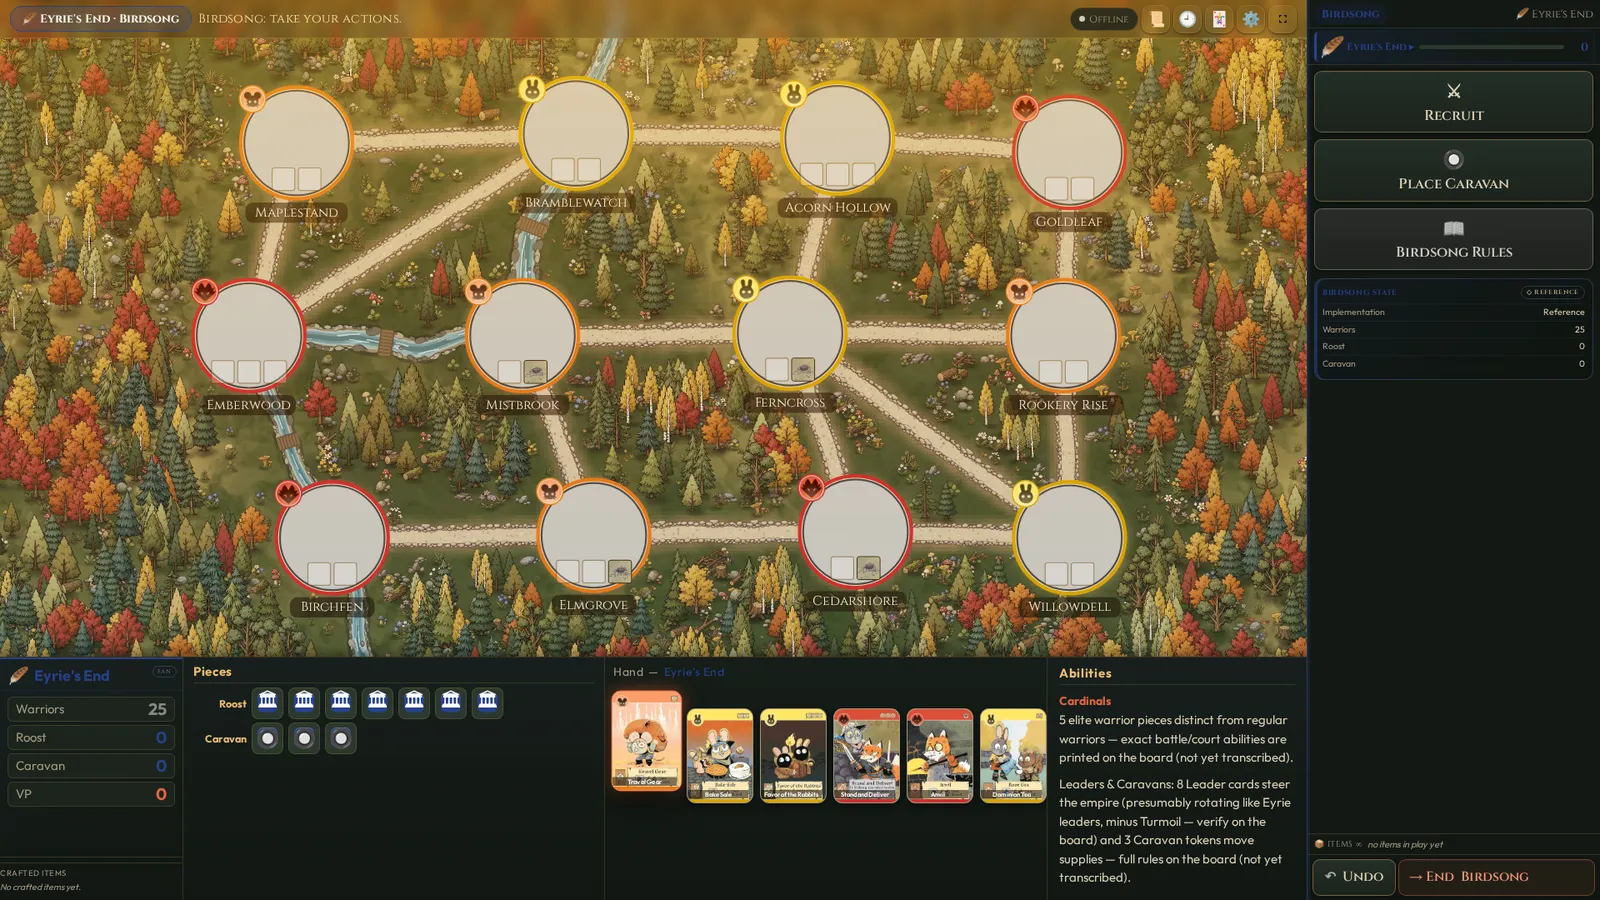 Eyrie's End · Birdsong
Birdsong: take your actions.
Offline
Maplestand
Bramblewatch
Acorn Hollow
Goldleaf
Emberwood
Mistbrook
Ferncross
Rookery Rise
Birchfen
Elmgrove
Cedarshore
Willowdell
Birdsong
Eyrie's End
Eyrie's End ▸
0
Recruit
Place Caravan
Birdsong Rules
Birdsong State
◇ Reference
Implementation Reference
Warriors 25
Roost 0
Caravan 0
Items ∞ no items in play yet
↶ Undo
→ End Birdsong
Eyrie's End
FAN
Warriors 25
Roost 0
Caravan 0
VP 0
CRAFTED ITEMS
No crafted items yet.
Pieces
Roost
Caravan
Hand — Eyrie's End
Travel Gear
Bake Sale
Favor of the Rabbits
Stand and Deliver
Anvil
Abilities
Cardinals
5 elite warrior pieces distinct from regular
warriors — exact battle/court abilities are
printed on the board (not yet transcribed).
Leaders & Caravans: 8 Leader cards steer
the empire (presumably rotating like Eyrie
leaders, minus Turmoil — verify on the
board) and 3 Caravan tokens move
supplies — full rules on the board (not yet
transcribed).